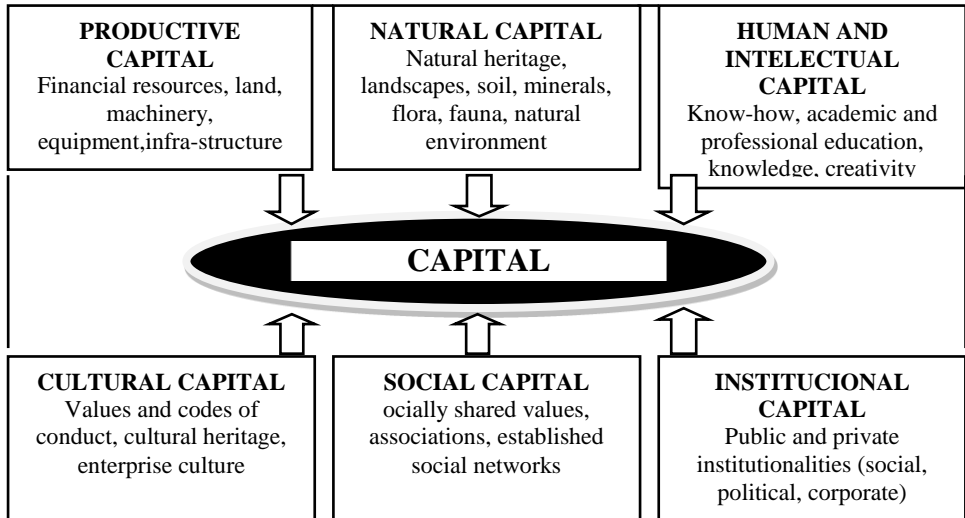 PRODUCTIVE
CAPITAL
Financial resources, land,
machinery,
equipment,infra-structure
NATURAL CAPITAL
Natural heritage,
landscapes, soil, minerals,
flora, fauna, natural
environment
HUMAN AND
INTELECTUAL
CAPITAL
Know-how, academic and
professional education,
knowledge, creativity
CAPITAL
CULTURAL CAPITAL
Values and codes of
conduct, cultural heritage,
enterprise culture
SOCIAL CAPITAL
ocially shared values,
associations, established
social networks
INSTITUCIONAL
CAPITAL
Public and private
institutionalities (social,
political, corporate)